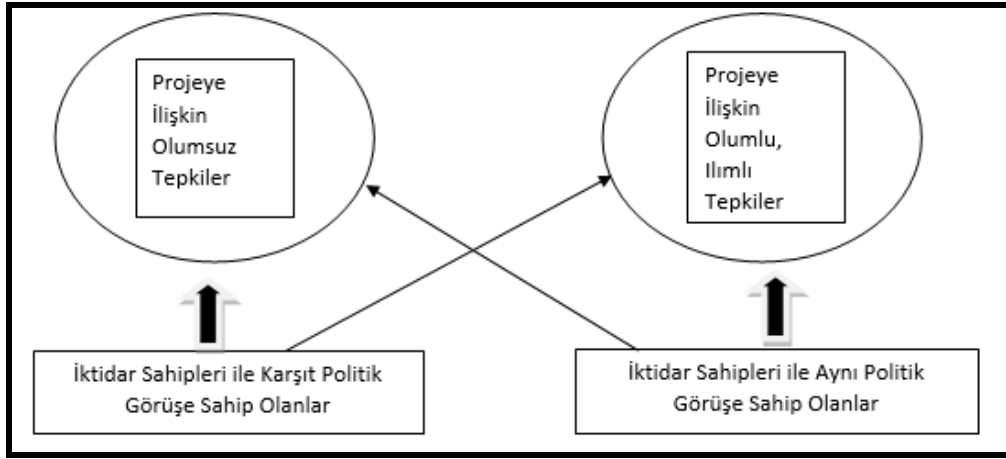 Projeye
İlişkin
Olumsuz
Tepkiler
Projeye
İlişkin
Olumlu,
Ilımlı
Tepkiler
İktidar Sahipleri ile Karşıt Politik
Görüşe Sahip Olanlar
İktidar Sahipleri ile Aynı Politik
Görüşe Sahip Olanlar